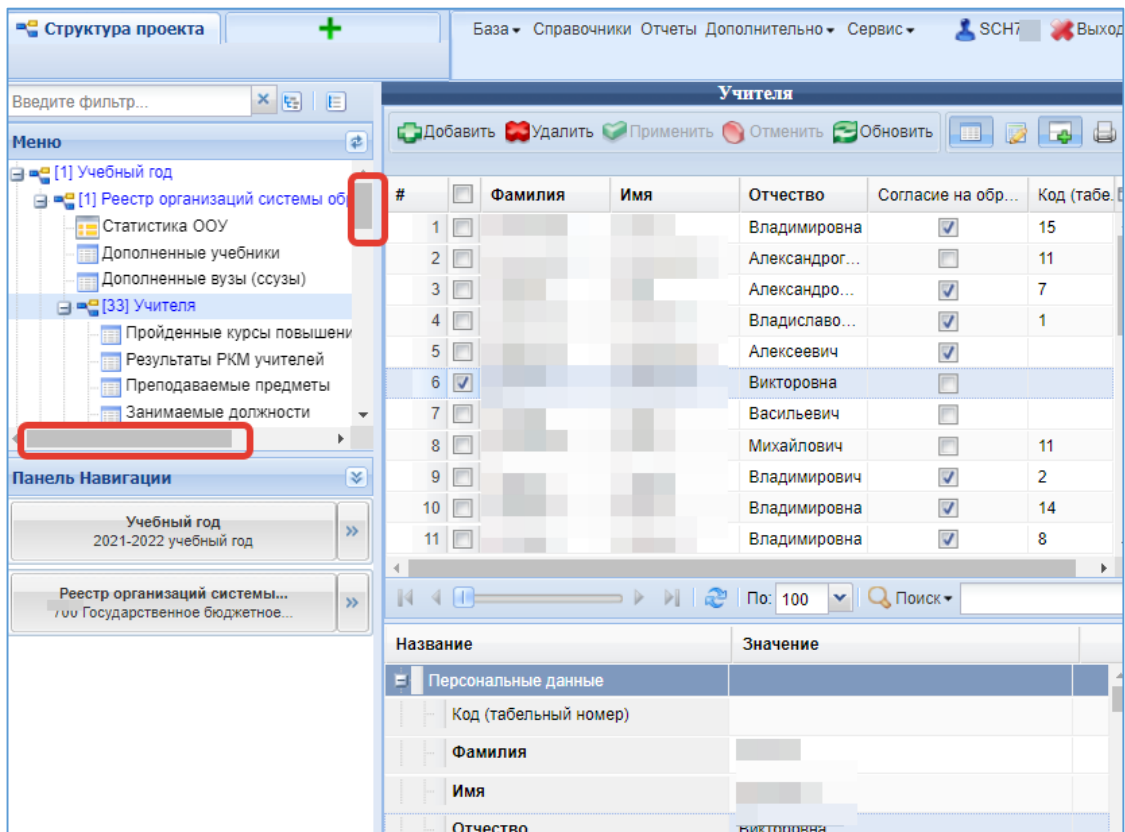 Структура проекта
База Справочники Отчеты Дополнительно Сервис SCH7 Выход
Введите фильтр...
Меню
[1] Учебный год
[1] Реестр организаций системы об
Статистика ООУ
Дополненные учебники
Дополненные вузы (ссузы)
[33] Учителя
Пройденные курсы повышени
Результаты РКМ учителей
Преподаваемые предметы
Занимаемые должности
Панель Навигации
Учебный год
2021-2022 учебный год
Реестр организаций системы...
700 Государственное бюджетное...
Учителя
Добавить Удалить Применить Отменить Обновить
# Фамилия Имя Отчество Согласие на обр... Код (табе.
1 Владимировна 15
2 Александрог... 11
3 Александро... 7
4 Владиславо... 1
5 Алексеевич
6 Викторовна
7 Васильевич
8 Михайлович 11
9 Владимирович 2
10 Владимировна 14
11 Владимировна 8
По: 100 Поиск
Название Значение
Персональные данные
Код (табельный номер)
Фамилия
Имя
Отчество Викторовна